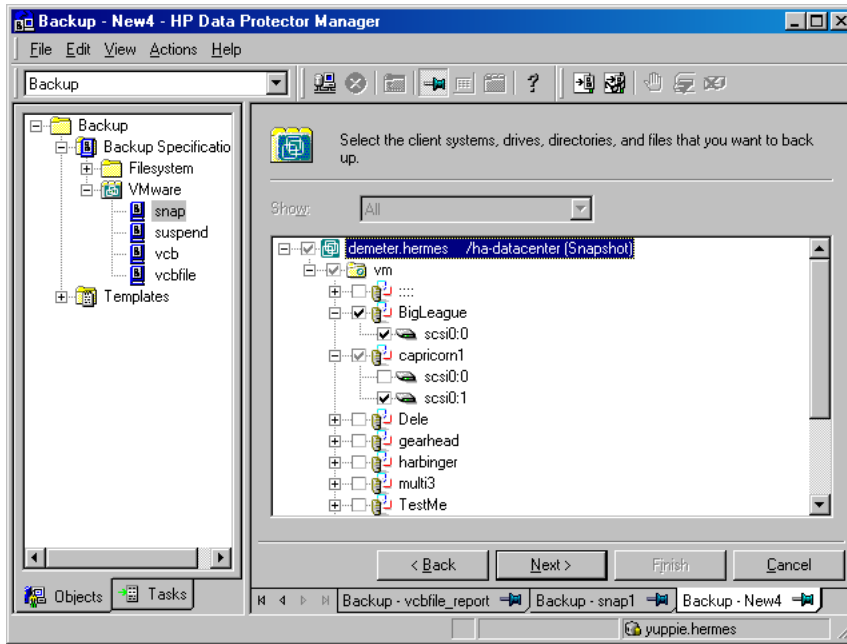 Backup - New4 - HP Data Protector Manager
File Edit View Actions Help
Backup
Backup
Backup Specificatio
Filesystem
VMware
snap
suspend
vcb
vcbfile
Templates
Objects
Tasks
Select the client systems, drives, directories, and files that you want to back
up.
Show: All
demeter.hermes /ha-datacenter (Snapshot)
vm
::::
BigLeague
scsi0:0
capricorn1
scsi0:0
scsi0:1
Dele
gearhead
harbinger
multi3
TestMe
< Back Next > Finish Cancel
Backup - vcbfile_report Backup - snap1 Backup - New4
yuppie.hermes